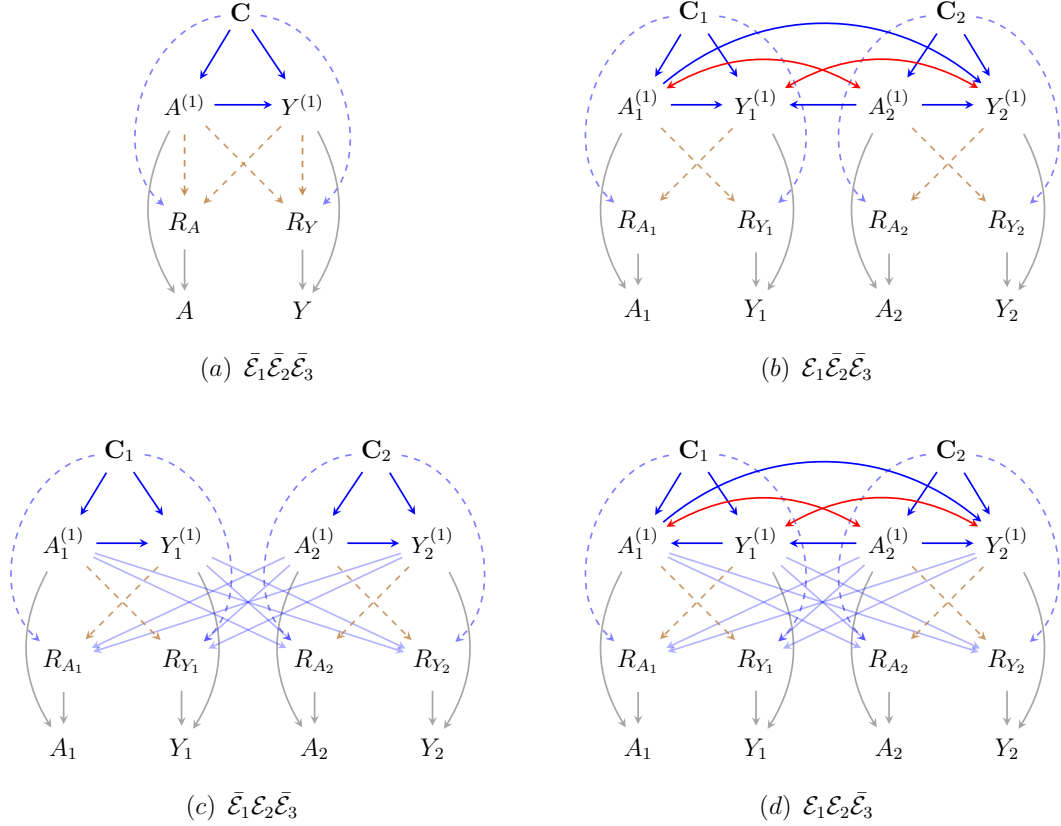 C C₁ C₂
A⁽¹⁾ Y⁽¹⁾ A₁⁽¹⁾ Y₁⁽¹⁾ A₂⁽¹⁾ Y₂⁽¹⁾
R_A R_Y R_{A₁} R_{Y₁} R_{A₂} R_{Y₂}
A Y A₁ Y₁ A₂ Y₂
(a) ℰ̄₁ℰ̄₂ℰ̄₃ (b) ℰ₁ℰ̄₂ℰ̄₃
C₁ C₂ C₁ C₂
A₁⁽¹⁾ Y₁⁽¹⁾ A₂⁽¹⁾ Y₂⁽¹⁾ A₁⁽¹⁾ Y₁⁽¹⁾ A₂⁽¹⁾ Y₂⁽¹⁾
R_{A₁} R_{Y₁} R_{A₂} R_{Y₂} R_{A₁} R_{Y₁} R_{A₂} R_{Y₂}
A₁ Y₁ A₂ Y₂ A₁ Y₁ A₂ Y₂
(c) ℰ̄₁ℰ₂ℰ̄₃ (d) ℰ₁ℰ₂ℰ̄₃